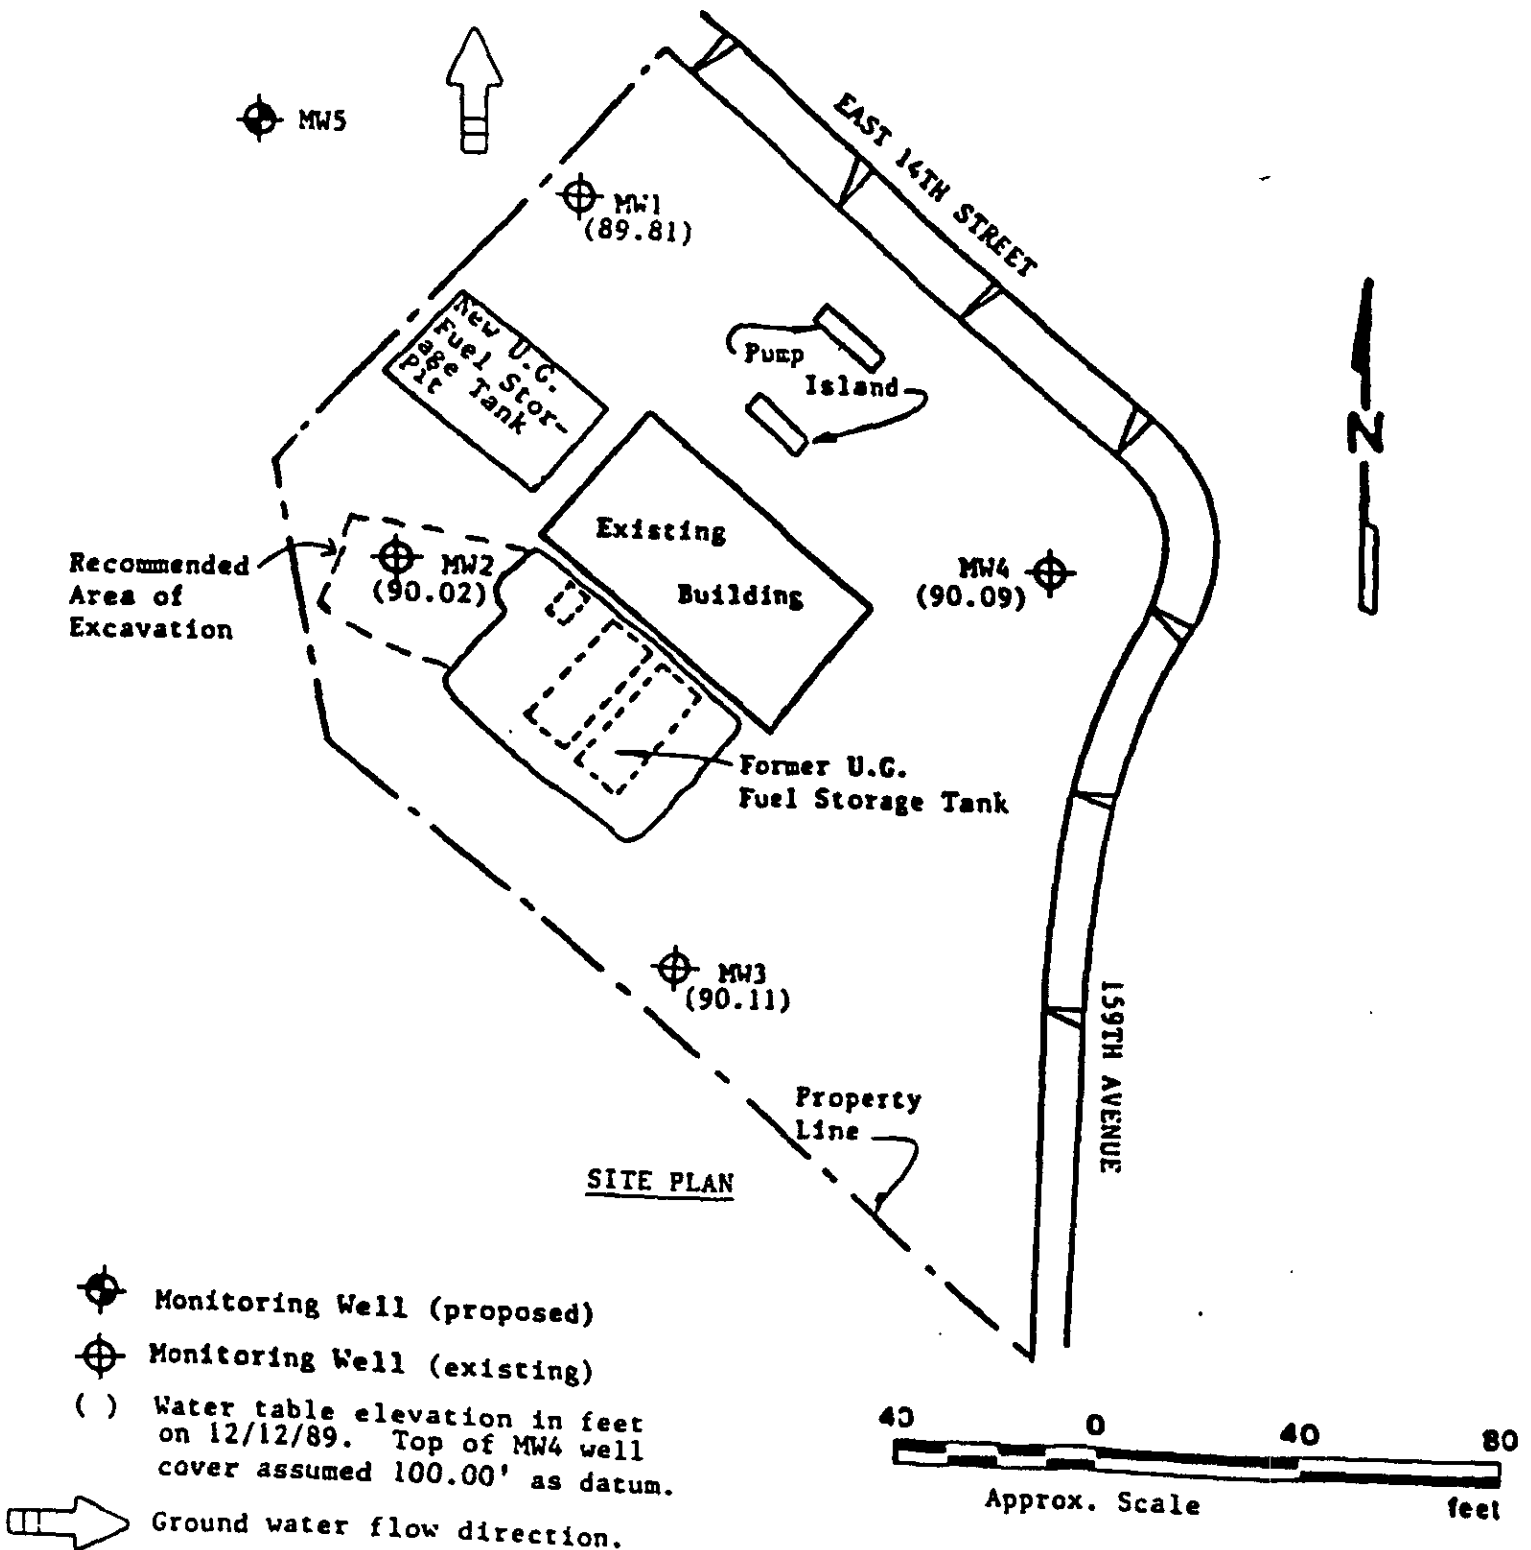 EAST 14TH STREET
MW5
MW1
(89.81)
New U.G.
Fuel Stor-
age Tank
Pit
Pump
Island
N
Existing
Building
Recommended
Area of
Excavation
MW2
(90.02)
MW4
(90.09)
Former U.G.
Fuel Storage Tank
MW3
(90.11)
159TH AVENUE
Property
Line
SITE PLAN
Monitoring Well (proposed)
Monitoring Well (existing)
( ) Water table elevation in feet
on 12/12/89. Top of MW4 well
cover assumed 100.00' as datum.
Ground water flow direction.
40 0 40 80
Approx. Scale feet